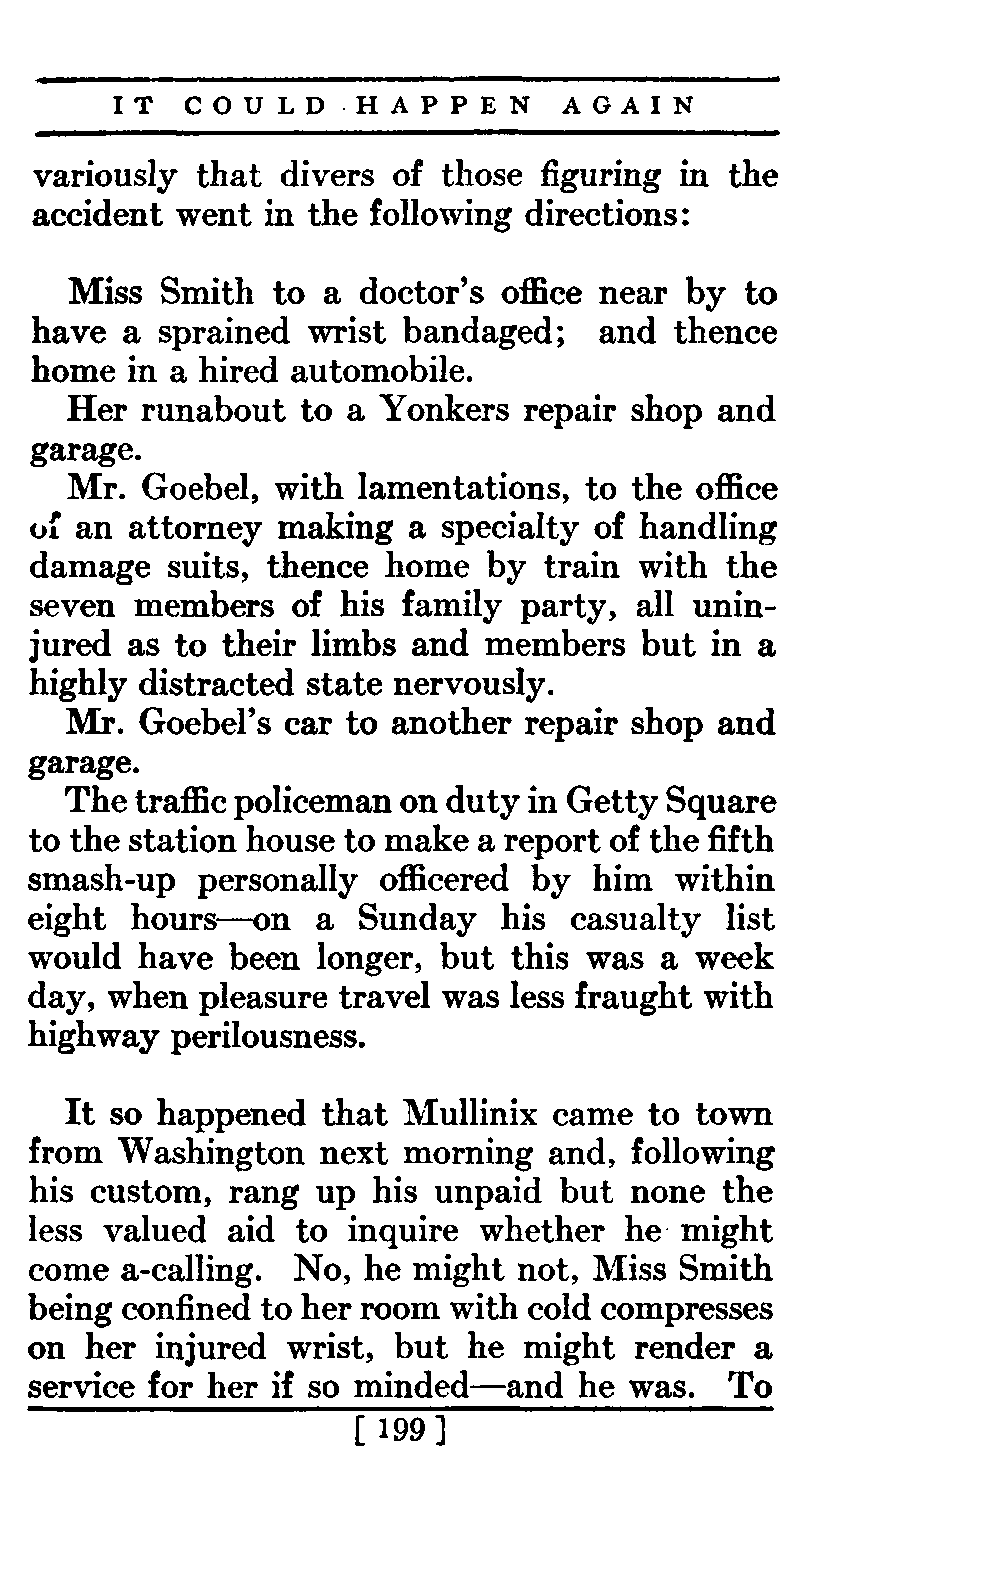 IT COULD HAPPEN AGAIN
variously that divers of those figuring in the
accident went in the following directions:
Miss Smith to a doctor's office near by to
have a sprained wrist bandaged; and thence
home in a hired automobile.
Her runabout to a Yonkers repair shop and
garage.
Mr. Goebel, with lamentations, to the office
of an attorney making a specialty of handling
damage suits, thence home by train with the
seven members of his family party, all unin-
jured as to their limbs and members but in a
highly distracted state nervously.
Mr. Goebel's car to another repair shop and
garage.
The traffic policeman on duty in Getty Square
to the station house to make a report of the fifth
smash-up personally officered by him within
eight hours—on a Sunday his casualty list
would have been longer, but this was a week
day, when pleasure travel was less fraught with
highway perilousness.
It so happened that Mullinix came to town
from Washington next morning and, following
his custom, rang up his unpaid but none the
less valued aid to inquire whether he might
come a-calling. No, he might not, Miss Smith
being confined to her room with cold compresses
on her injured wrist, but he might render a
service for her if so minded—and he was. To
[ 199 ]